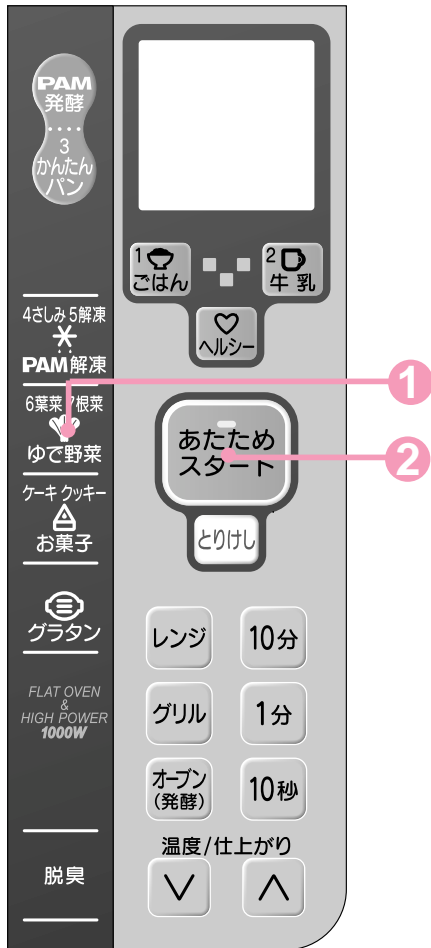 PAM
発酵
3
かんたん
パン
1
ごはん
2
牛乳
ヘルシー
4さしみ 5解凍
PAM解凍
6葉菜 7根菜
ゆで野菜
1
あたため
スタート
2
とりけし
ケーキ クッキー
お菓子
グラタン
レンジ
10分
FLAT OVEN
&
HIGH POWER
1000W
グリル
1分
オーブン
(発酵)
10秒
温度/仕上がり
脱臭